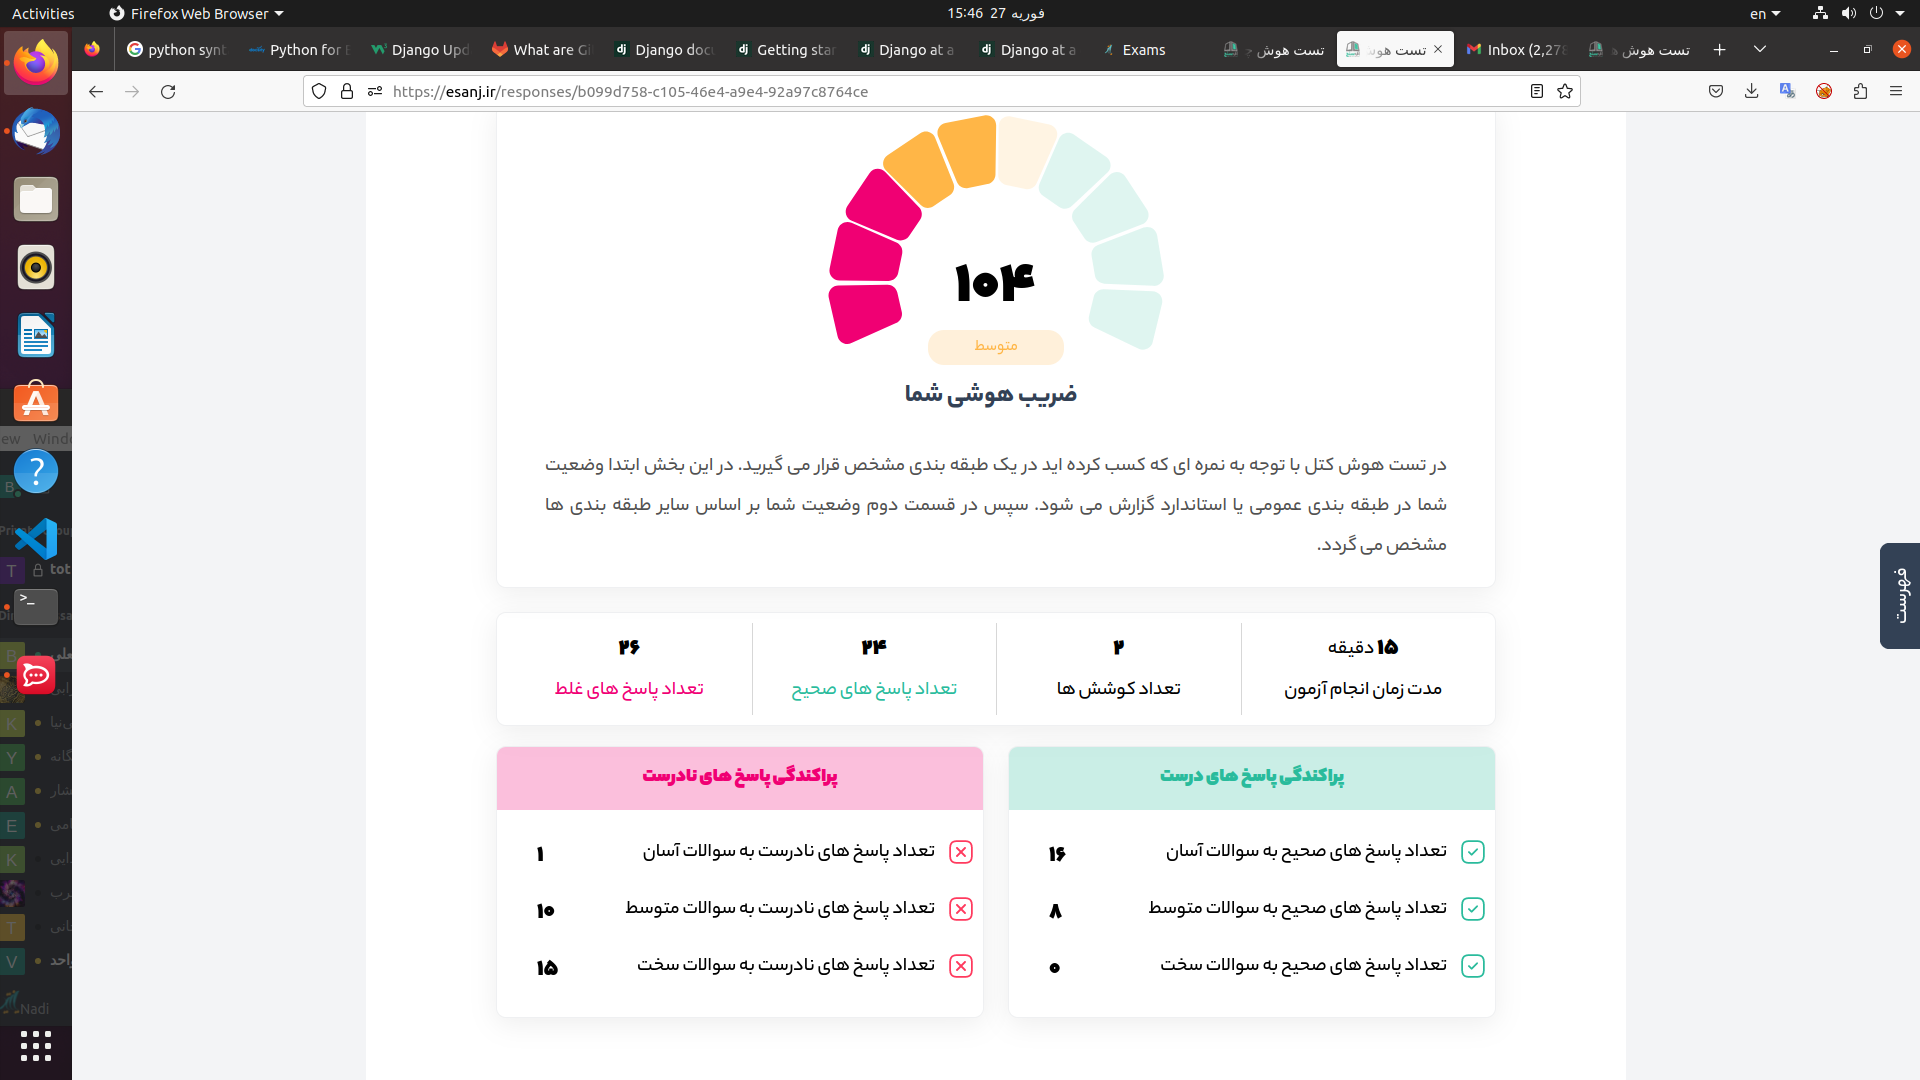 Activities
Firefox Web Browser
فوریه 27  15:46
en
python synt
Python for E
Django Upd
What are Gi
Django docu
Getting star
Django at a
Django at a
Exams
تست هوش
تست هوش
Inbox (2,278
تست هوش
https://esanj.ir/responses/b099d758-c105-46e4-a9e4-92a97c8764ce
۱۰۴
متوسط
ضریب هوشی شما
در تست هوش کتل با توجه به نمره ای که کسب کرده اید در یک طبقه بندی مشخص قرار می گیرید. در این بخش ابتدا وضعیت
شما در طبقه بندی عمومی یا استاندارد گزارش می شود. سپس در قسمت دوم وضعیت شما بر اساس سایر طبقه بندی ها
مشخص می گردد.
فهرست
۱۵ دقیقه
مدت زمان انجام آزمون
۲
تعداد کوشش ها
۲۴
تعداد پاسخ های صحیح
۲۶
تعداد پاسخ های غلط
پراکندگی پاسخ های درست
تعداد پاسخ های صحیح به سوالات آسان ۱۶
تعداد پاسخ های صحیح به سوالات متوسط ۸
تعداد پاسخ های صحیح به سوالات سخت ۰
پراکندگی پاسخ های نادرست
تعداد پاسخ های نادرست به سوالات آسان ۱
تعداد پاسخ های نادرست به سوالات متوسط ۱۰
تعداد پاسخ های نادرست به سوالات سخت ۱۵
ew Windo
B
T tot
B
K
Y
A
E
K
T
V واحد
Nadi